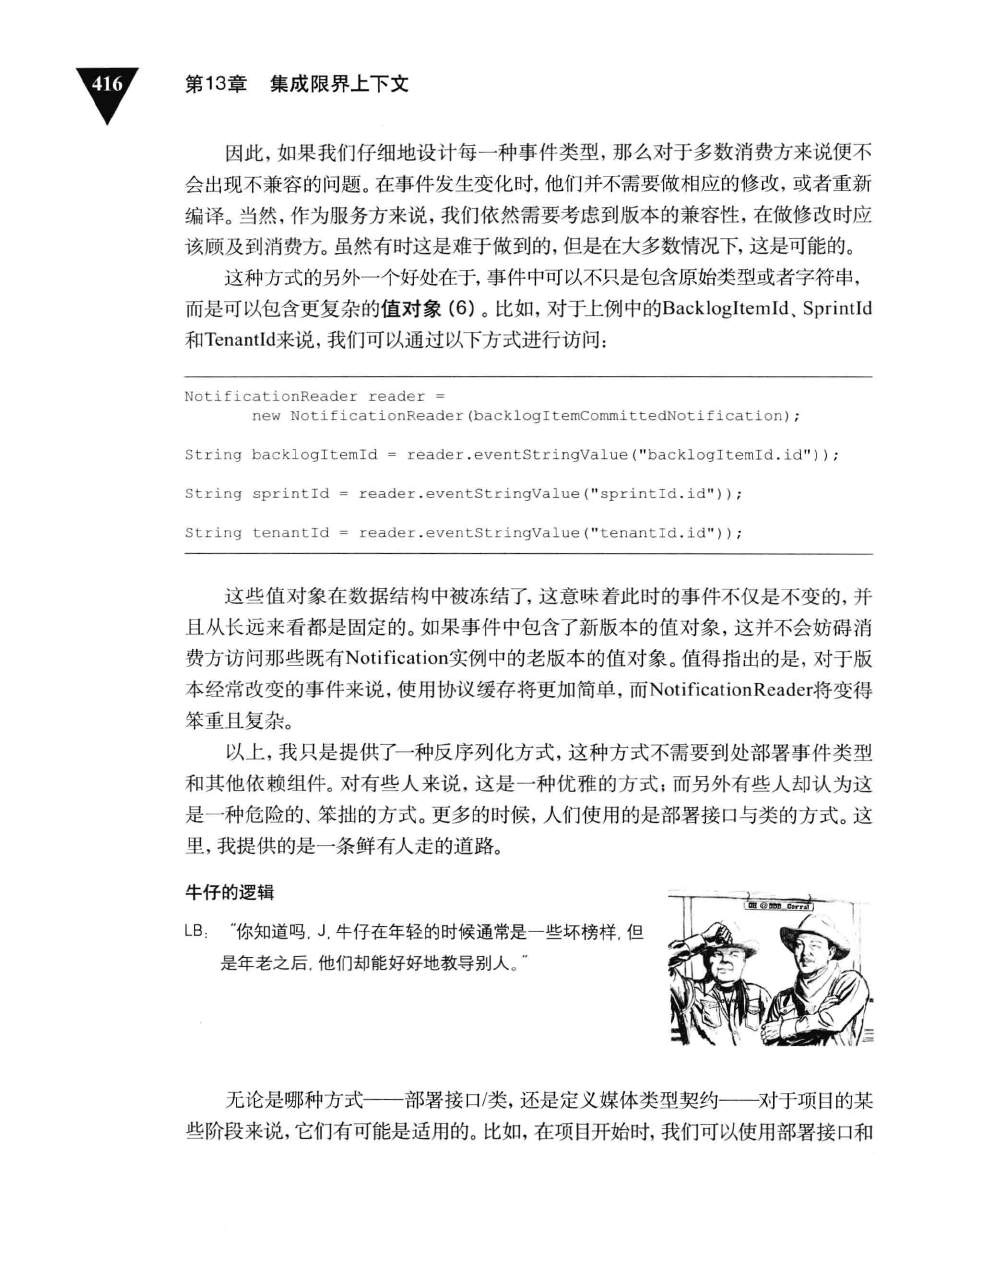 416
第13章 集成限界上下文
因此，如果我们仔细地设计每一种事件类型，那么对于多数消费方来说便不
会出现不兼容的问题。在事件发生变化时，他们并不需要做相应的修改，或者重新
编译。当然，作为服务方来说，我们依然需要考虑到版本的兼容性，在做修改时应
该顾及到消费方。虽然有时这是难于做到的，但是在大多数情况下，这是可能的。
这种方式的另外一个好处在于，事件中可以不只是包含原始类型或者字符串，
而是可以包含更复杂的值对象（6）。比如，对于上例中的BacklogItemId、SprintId
和TenantId来说，我们可以通过以下方式进行访问：
NotificationReader reader =
new NotificationReader(backlogItemCommittedNotification);
String backlogItemId = reader.eventStringValue("backlogItemId.id"));
String sprintId = reader.eventStringValue("sprintId.id"));
String tenantId = reader.eventStringValue("tenantId.id"));
这些值对象在数据结构中被冻结了，这意味着此时的事件不仅是不变的，并
且从长远来看都是固定的。如果事件中包含了新版本的值对象，这并不会妨碍消
费方访问那些既有Notification实例中的老版本的值对象。值得指出的是，对于版
本经常改变的事件来说，使用协议缓存将更加简单，而NotificationReader将变得
笨重且复杂。
以上，我只是提供了一种反序列化方式，这种方式不需要到处部署事件类型
和其他依赖组件。对有些人来说，这是一种优雅的方式；而另外有些人却认为这
是一种危险的、笨拙的方式。更多的时候，人们使用的是部署接口与类的方式。这
里，我提供的是一条鲜有人走的道路。
牛仔的逻辑
LB： “你知道吗，J，牛仔在年轻的时候通常是一些坏榜样，但
是年老之后，他们却能好好地教导别人。”
Corral
无论是哪种方式——部署接口/类，还是定义媒体类型契约——对于项目的某
些阶段来说，它们有可能是适用的。比如，在项目开始时，我们可以使用部署接口和